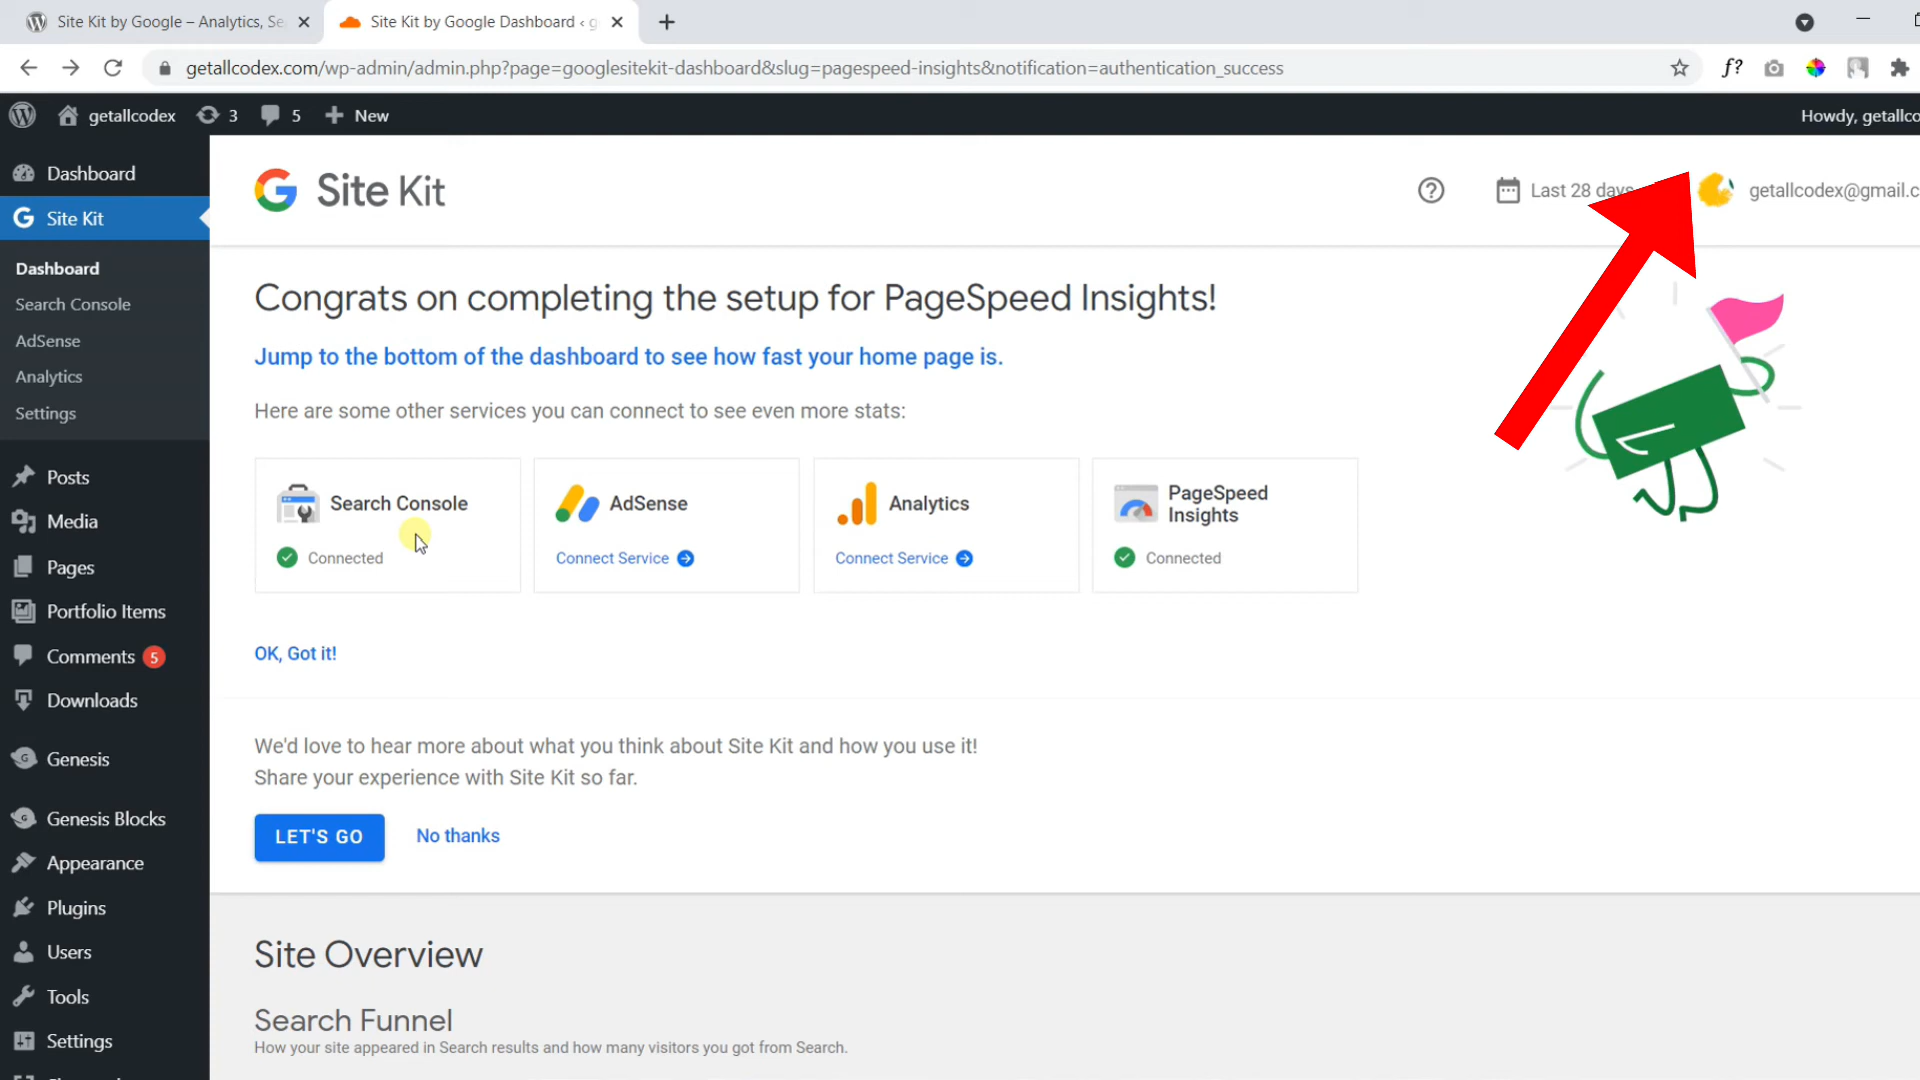 Site Kit by Google – Analytics, Se
Site Kit by Google Dashboard ‹ g
getallcodex.com/wp-admin/admin.php?page=googlesitekit-dashboard&slug=pagespeed-insights&notification=authentication_success
f?
getallcodex
3
5
New
Howdy, getallco
Dashboard
Site Kit
Dashboard
Search Console
AdSense
Analytics
Settings
Posts
Media
Pages
Portfolio Items
Comments 5
Downloads
Genesis
Genesis Blocks
Appearance
Plugins
Users
Tools
Settings
Site Kit
Last 28 days
getallcodex@gmail.c
Congrats on completing the setup for PageSpeed Insights!
Jump to the bottom of the dashboard to see how fast your home page is.
Here are some other services you can connect to see even more stats:
Search Console
Connected
AdSense
Connect Service
Analytics
Connect Service
PageSpeed
Insights
Connected
OK, Got it!
We'd love to hear more about what you think about Site Kit and how you use it!
Share your experience with Site Kit so far.
LET'S GO
No thanks
Site Overview
Search Funnel
How your site appeared in Search results and how many visitors you got from Search.